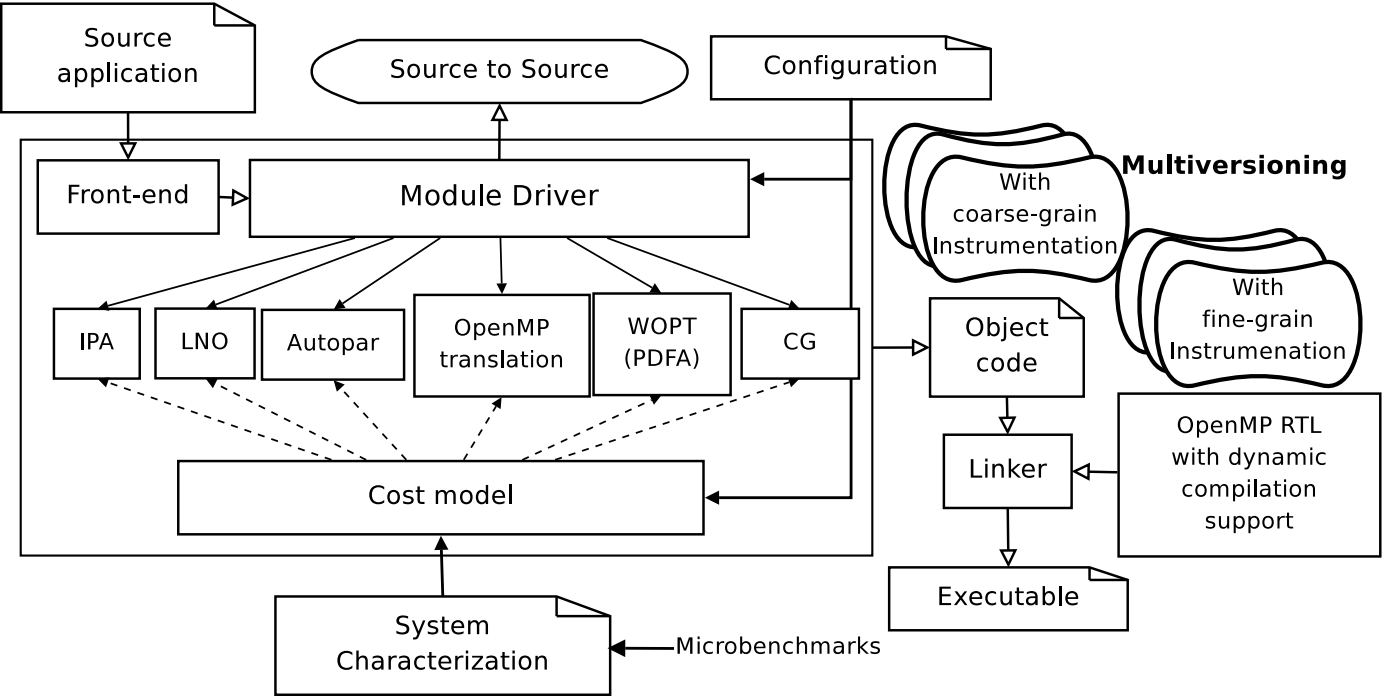 Source
application
Source to Source
Configuration
Front-end
Module Driver
With
coarse-grain
Instrumentation
Multiversioning
With
fine-grain
Instrumenation
IPA
LNO
Autopar
OpenMP
translation
WOPT
(PDFA)
CG
Object
code
Cost model
Linker
OpenMP RTL
with dynamic
compilation
support
Executable
System
Characterization
Microbenchmarks